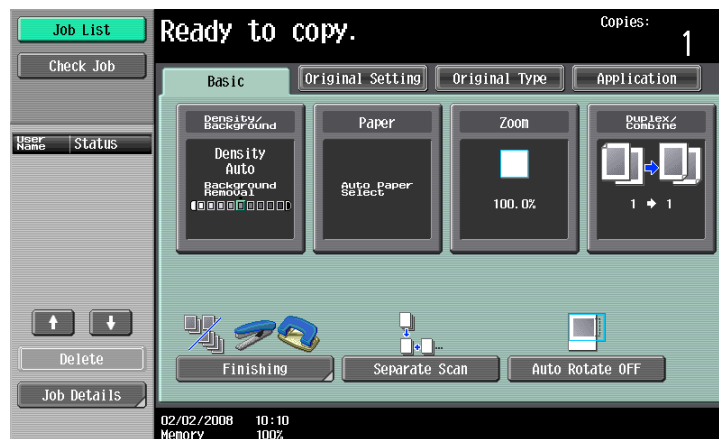 Job List
Ready to copy.
Copies:
1
Check Job
Basic
Original Setting
Original Type
Application
User
Name
Status
Density/
Background
Paper
Zoom
Duplex/
Combine
Density
Auto
Background
Removal
Auto Paper
Select
100.0%
1 → 1
Delete
Finishing
Separate Scan
Auto Rotate OFF
Job Details
02/02/2008 10:10
Memory 100%